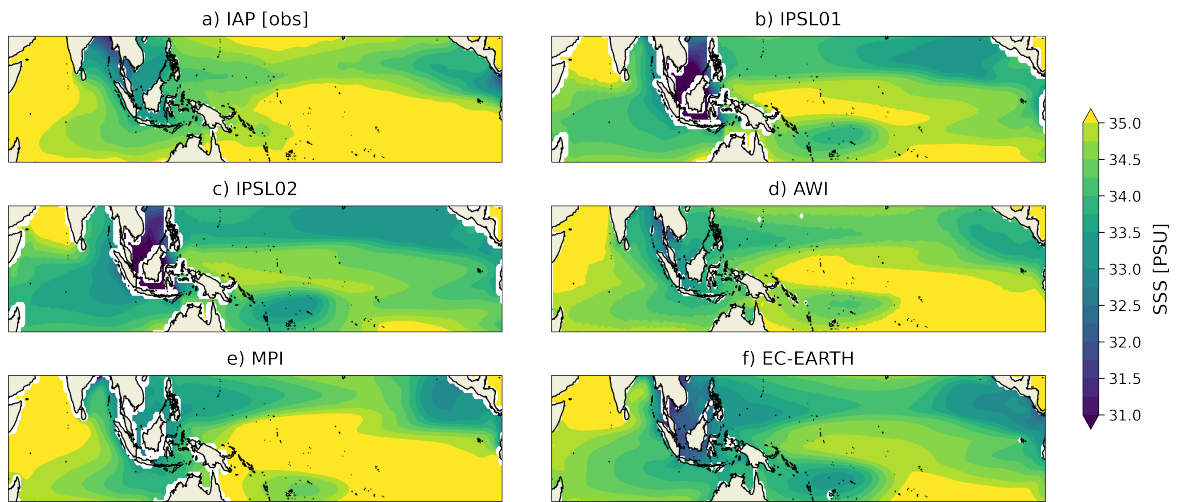 a) IAP [obs]
b) IPSL01
c) IPSL02
d) AWI
e) MPI
f) EC-EARTH
35.0
34.5
34.0
33.5
33.0
32.5
32.0
31.5
31.0
SSS [PSU]